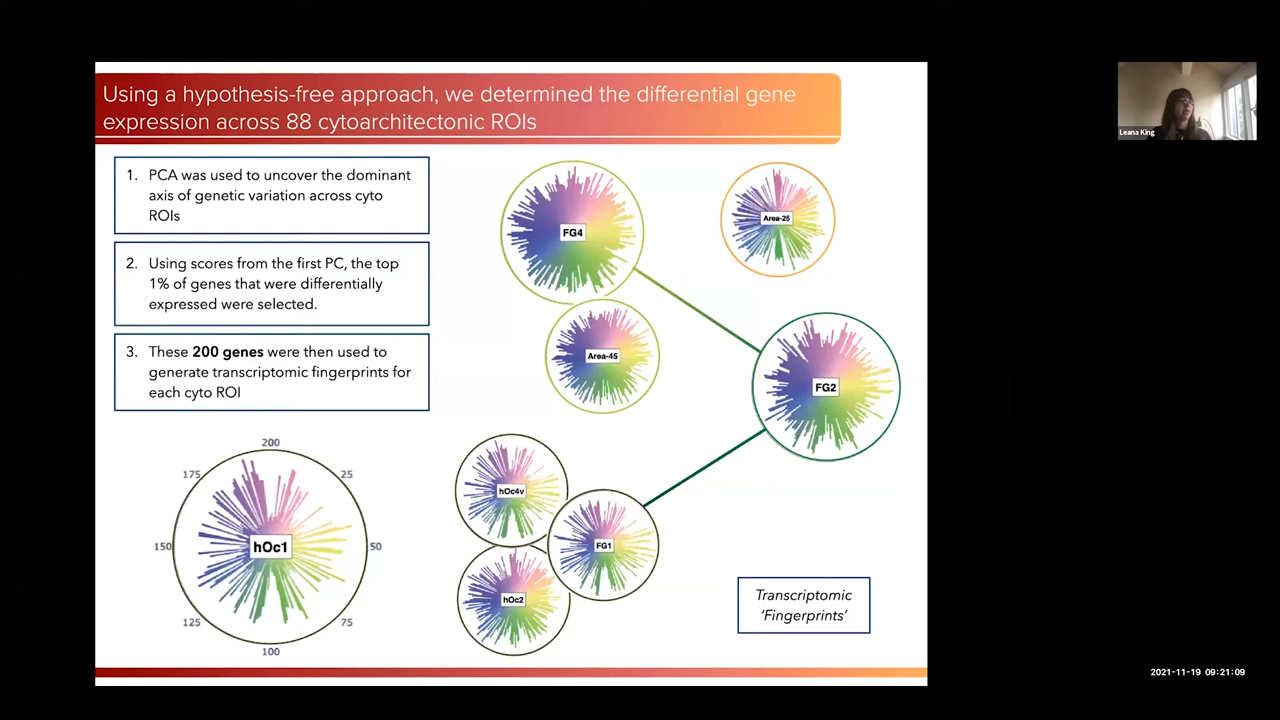 Using a hypothesis-free approach, we determined the differential gene
expression across 88 cytoarchitectonic ROIs
1. PCA was used to uncover the dominant
axis of genetic variation across cyto
ROIs
2. Using scores from the first PC, the top
1% of genes that were differentially
expressed were selected.
3. These 200 genes were then used to
generate transcriptomic fingerprints for
each cyto ROI
FG4
Area-25
Area-45
FG2
hOc4v
FG1
hOc2
200
175
25
150
hOc1
50
125
75
100
Transcriptomic
‘Fingerprints’
Leana King
2021-11-19 09:21:09